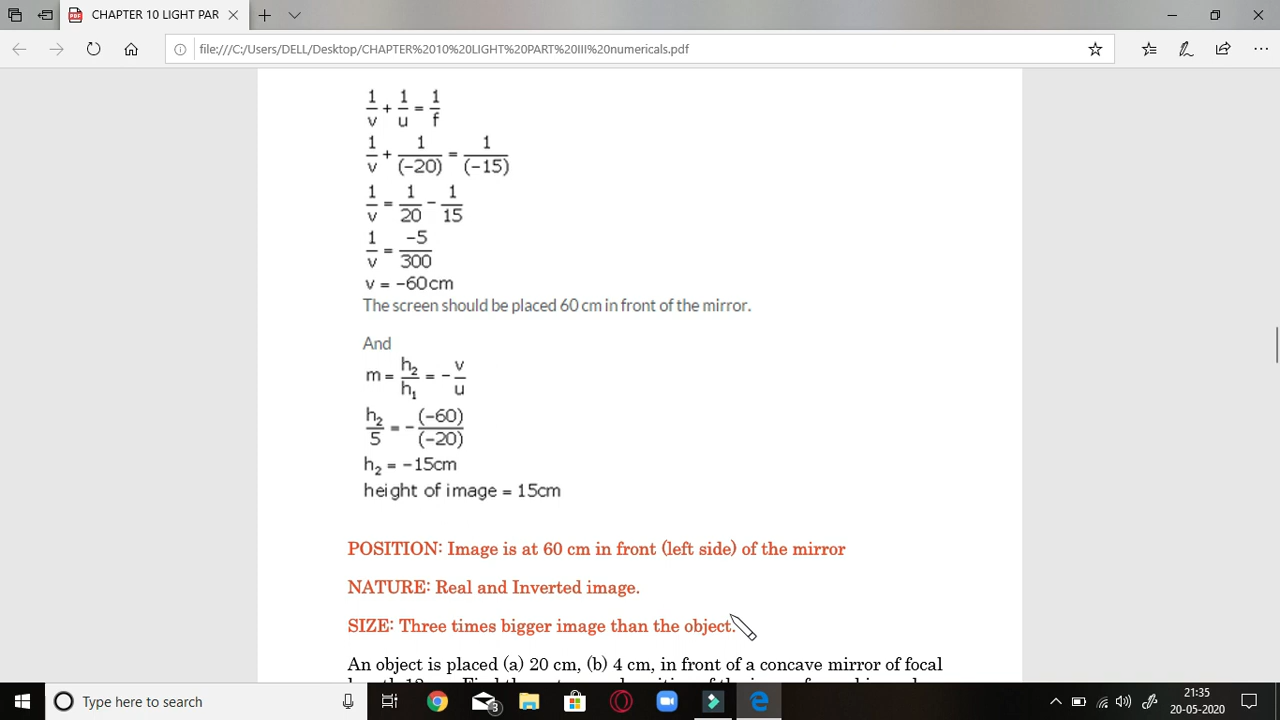 CHAPTER 10 LIGHT PAR
file:///C:/Users/DELL/Desktop/CHAPTER%2010%20LIGHT%20PART%20III%20numericals.pdf
1/v + 1/u = 1/f
1/v + 1/(-20) = 1/(-15)
1/v = 1/20 - 1/15
1/v = -5/300
v = -60cm
The screen should be placed 60 cm in front of the mirror.
And
m = h₂/h₁ = - v/u
h₂/5 = - (-60)/(-20)
h₂ = -15cm
height of image = 15cm
POSITION: Image is at 60 cm in front (left side) of the mirror
NATURE: Real and Inverted image.
SIZE: Three times bigger image than the object.
An object is placed (a) 20 cm, (b) 4 cm, in front of a concave mirror of focal
Type here to search
3
21:35
20-05-2020